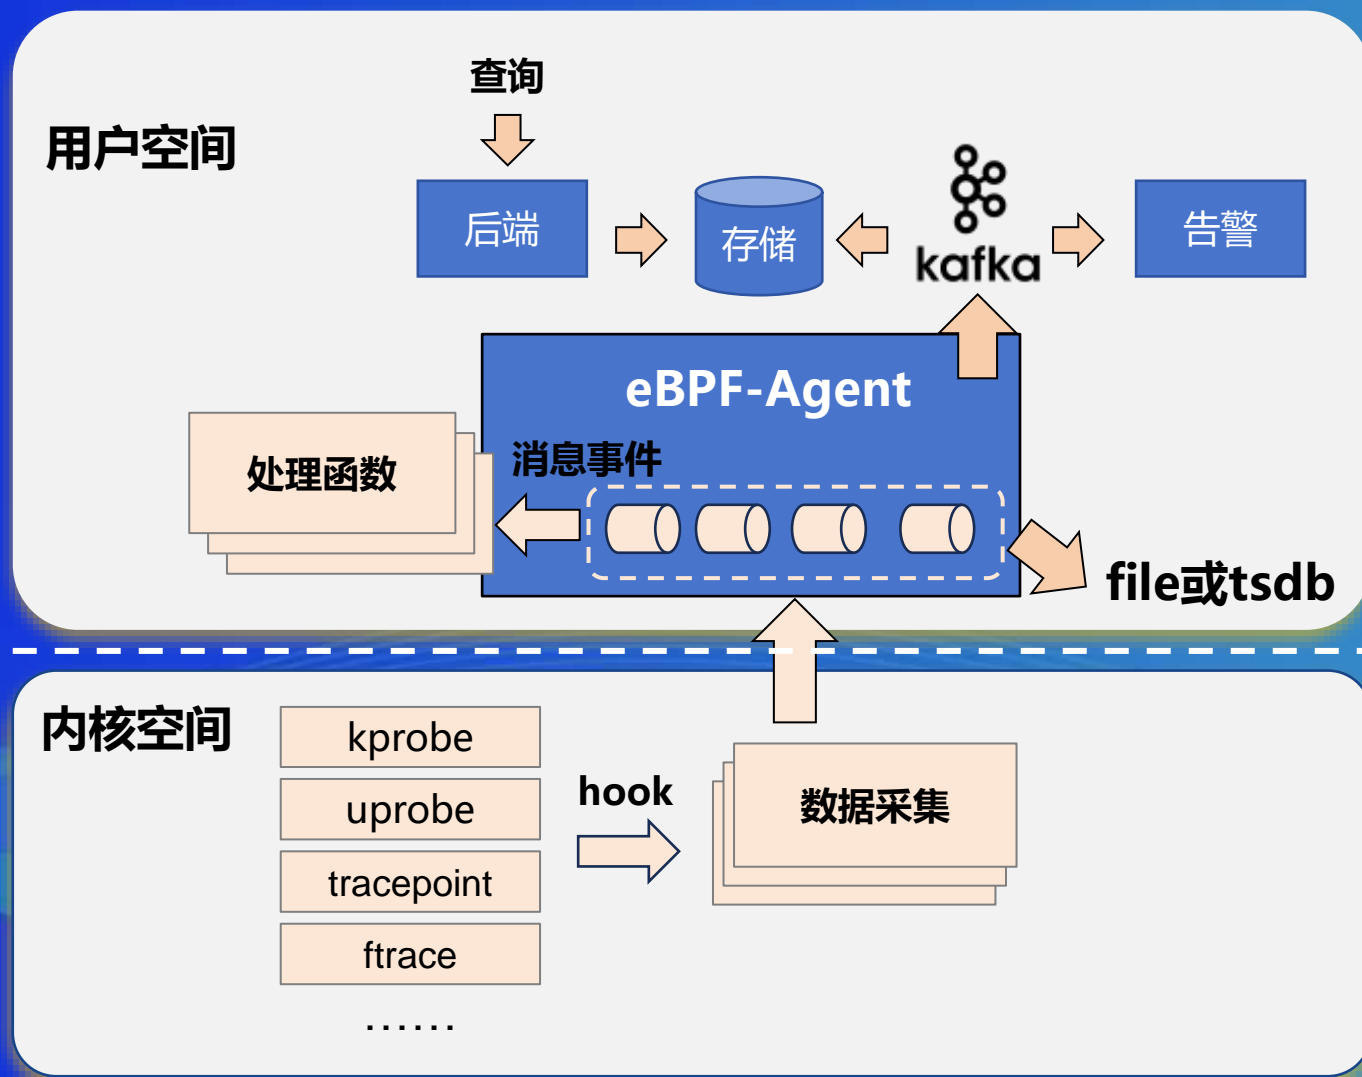 查询
用户空间
后端
存储
kafka
告警
eBPF-Agent
处理函数
消息事件
file或tsdb
内核空间
kprobe
uprobe
tracepoint
ftrace
......
hook
数据采集